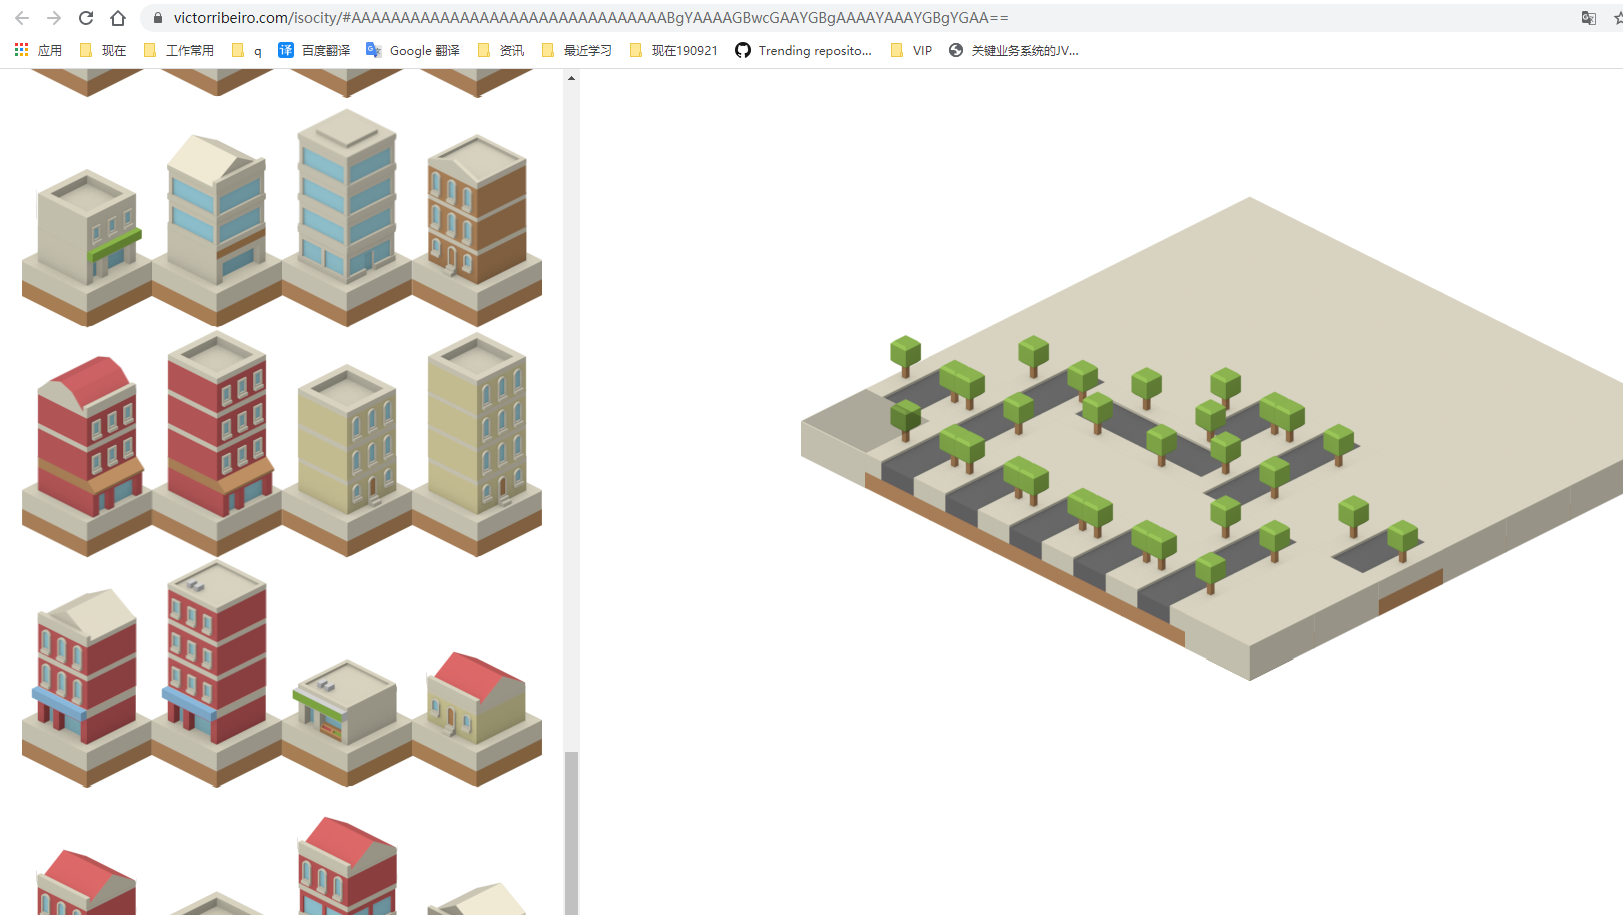 victorribeiro.com/isocity/#AAAAAAAAAAAAAAAAAAAAAAAAAAAAAAAABgYAAAAGBwcGAAYGBgAAAAYAAAYGBgYGAA==
应用 现在 工作常用 q 译 百度翻译 Google 翻译 资讯 最近学习 现在190921 Trending reposito... VIP 关键业务系统的JV...